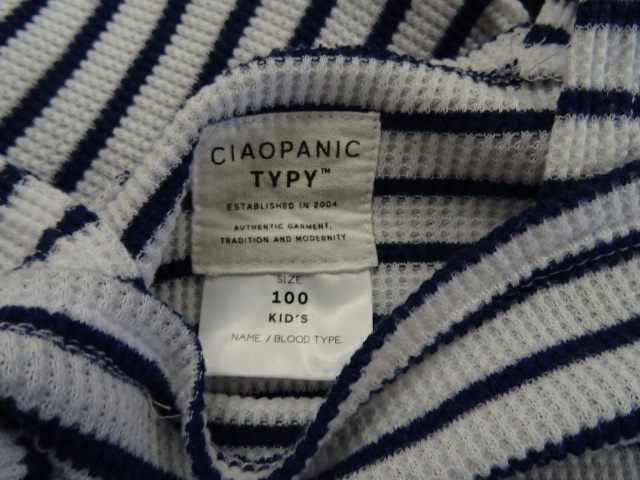 CIAOPANIC
TYPY™
ESTABLISHED IN 2004
AUTHENTIC GARMENT,
TRADITION AND MODERNITY
SIZE
100
KID'S
NAME. / BLOOD TYPE.